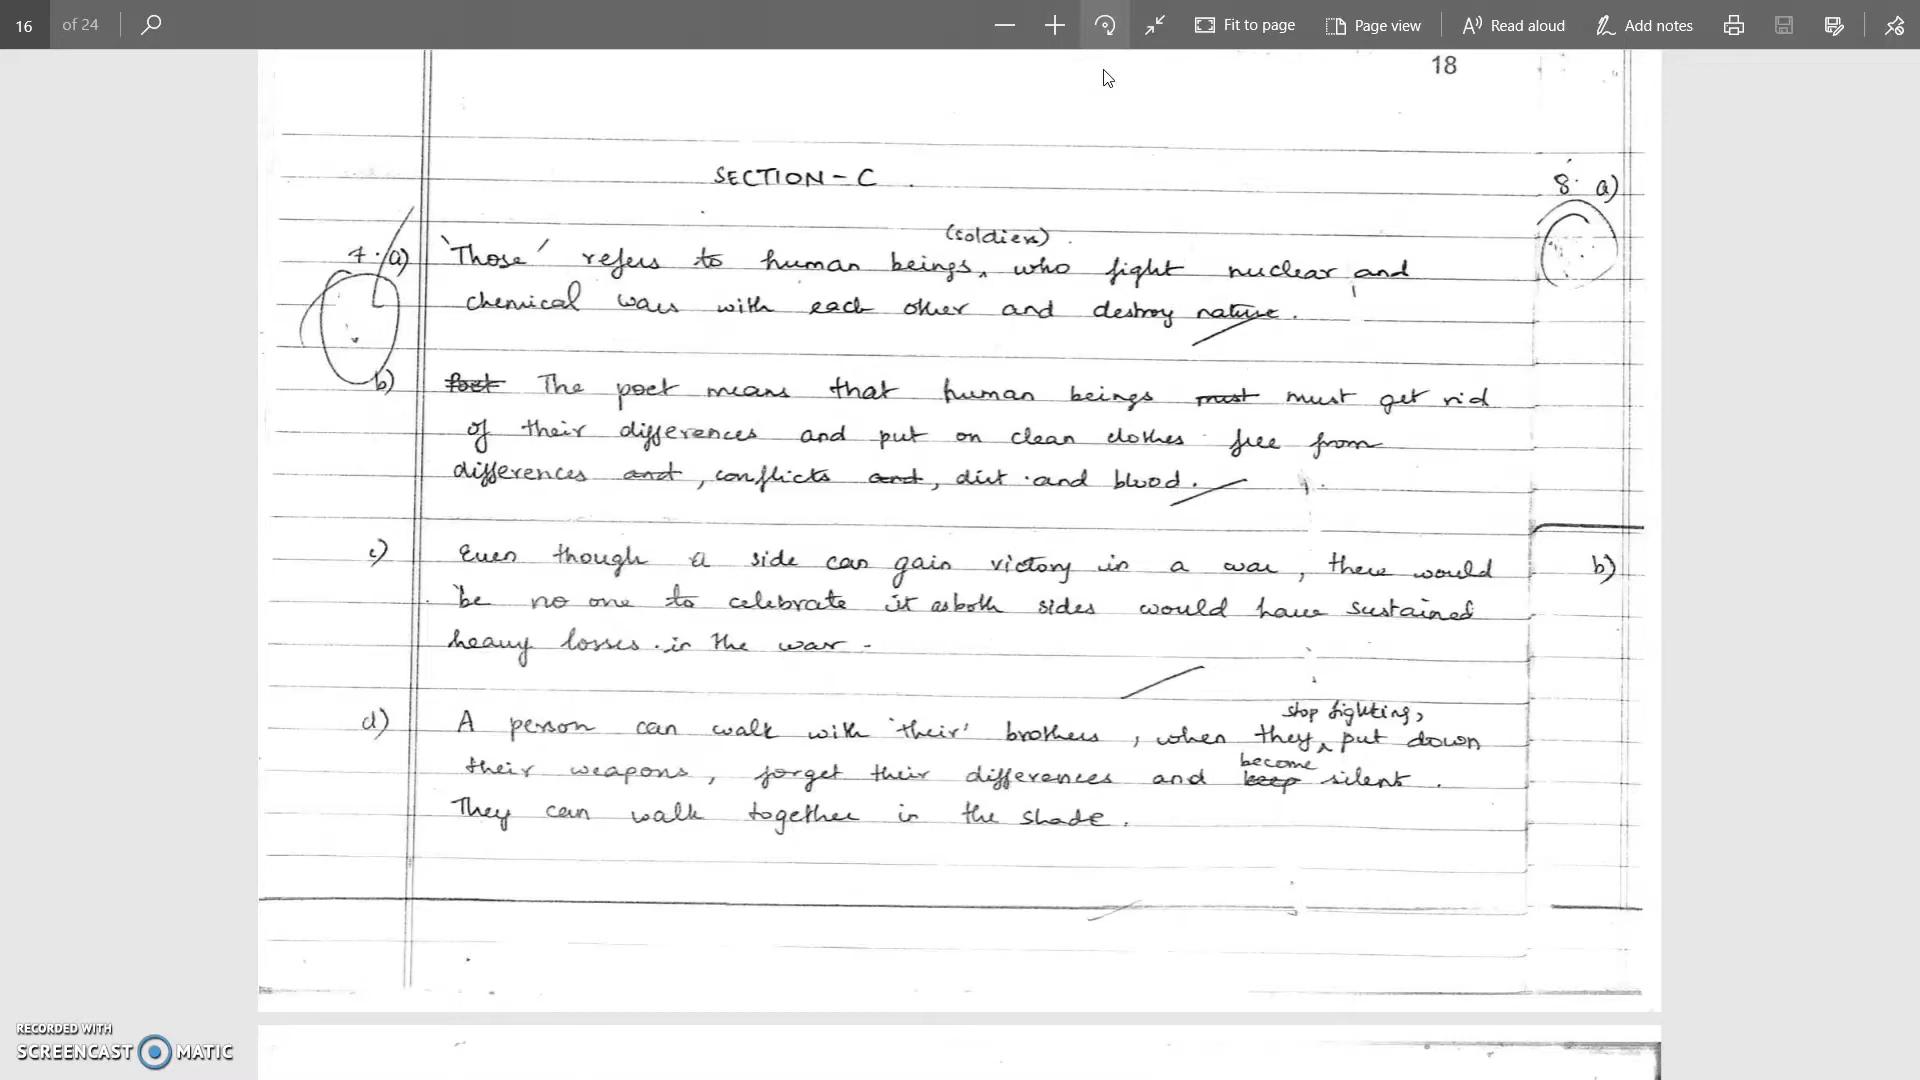 16 of 24 Fit to page Page view Read aloud Add notes
18
SECTION - C
(soldiers)
7. a) 'Those' refers to human beings, who fight nuclear and
chemical wars with each other and destroy nature.
b) Poet The poet means that human beings must must get rid
of their differences and put on clean clothes free from
differences and, conflicts and, dirt and blood.
c) Even though a side can gain victory in a war, there would
be no one to celebrate it as both sides would have sustained
heavy losses in the war -
stop fighting,
d) A person can walk with 'their' brothers, when they put down
become
their weapons, forget their differences and keep silent.
They can walk together in the shade.
8. a)
b)
RECORDED WITH
SCREENCAST MATIC